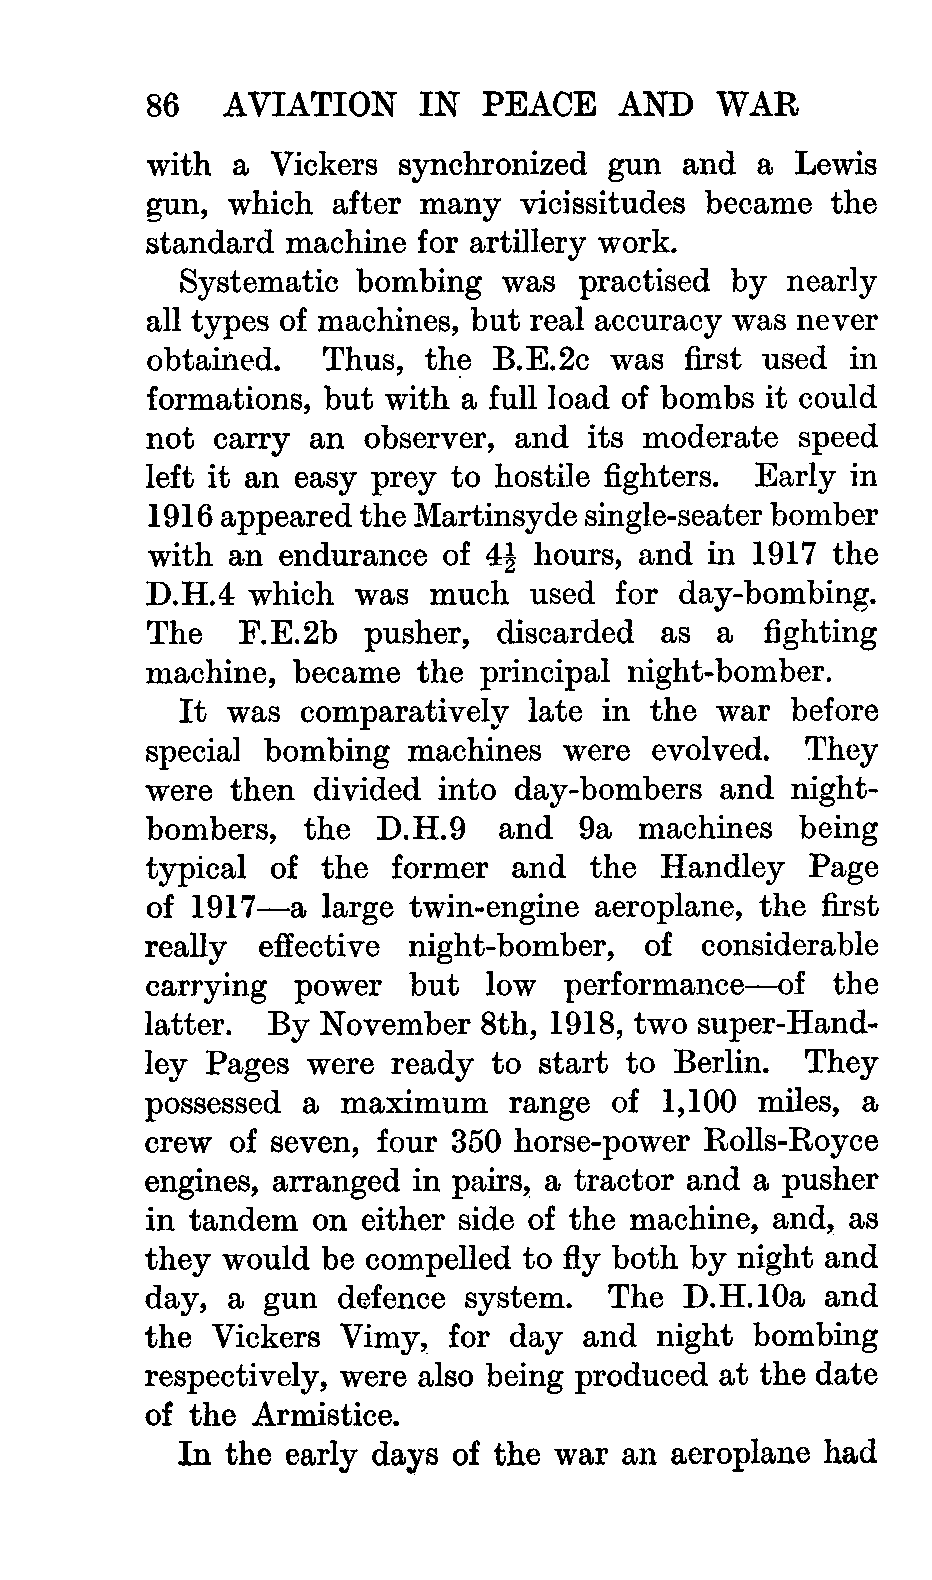 86 AVIATION IN PEACE AND WAR
with a Vickers synchronized gun and a Lewis
gun, which after many vicissitudes became the
standard machine for artillery work.
Systematic bombing was practised by nearly
all types of machines, but real accuracy was never
obtained. Thus, the B.E.2c was first used in
formations, but with a full load of bombs it could
not carry an observer, and its moderate speed
left it an easy prey to hostile fighters. Early in
1916 appeared the Martinsyde single-seater bomber
with an endurance of 4½ hours, and in 1917 the
D.H.4 which was much used for day-bombing.
The F.E.2b pusher, discarded as a fighting
machine, became the principal night-bomber.
It was comparatively late in the war before
special bombing machines were evolved. They
were then divided into day-bombers and night-
bombers, the D.H.9 and 9a machines being
typical of the former and the Handley Page
of 1917—a large twin-engine aeroplane, the first
really effective night-bomber, of considerable
carrying power but low performance—of the
latter. By November 8th, 1918, two super-Hand-
ley Pages were ready to start to Berlin. They
possessed a maximum range of 1,100 miles, a
crew of seven, four 350 horse-power Rolls-Royce
engines, arranged in pairs, a tractor and a pusher
in tandem on either side of the machine, and, as
they would be compelled to fly both by night and
day, a gun defence system. The D.H.10a and
the Vickers Vimy, for day and night bombing
respectively, were also being produced at the date
of the Armistice.
In the early days of the war an aeroplane had